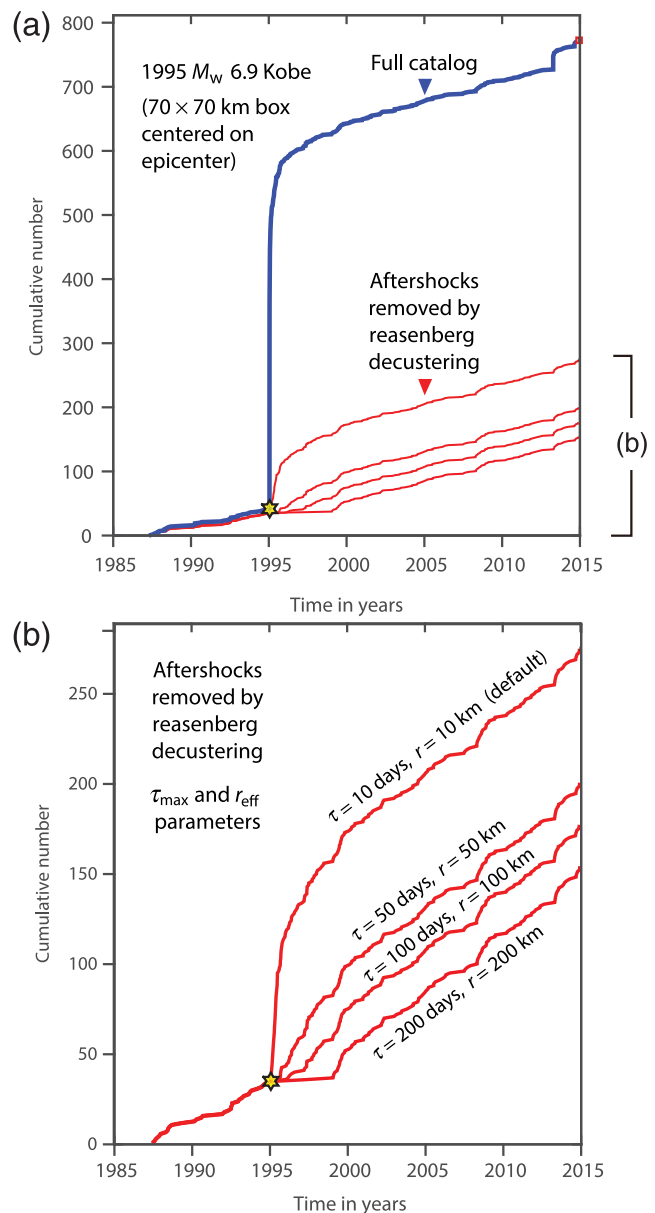 (a)
800
700
600
500
400
300
200
100
0
Cumulative number
1995 Mw 6.9 Kobe
(70 × 70 km box
centered on
epicenter)
Full catalog
Aftershocks
removed by
reasenberg
decustering
(b)
1985 1990 1995 2000 2005 2010 2015
Time in years
(b)
250
200
150
100
50
0
Cumulative number
Aftershocks
removed by
reasenberg
decustering
τmax and reff
parameters
τ = 10 days, r = 10 km (default)
τ = 50 days, r = 50 km
τ = 100 days, r = 100 km
τ = 200 days, r = 200 km
1985 1990 1995 2000 2005 2010 2015
Time in years